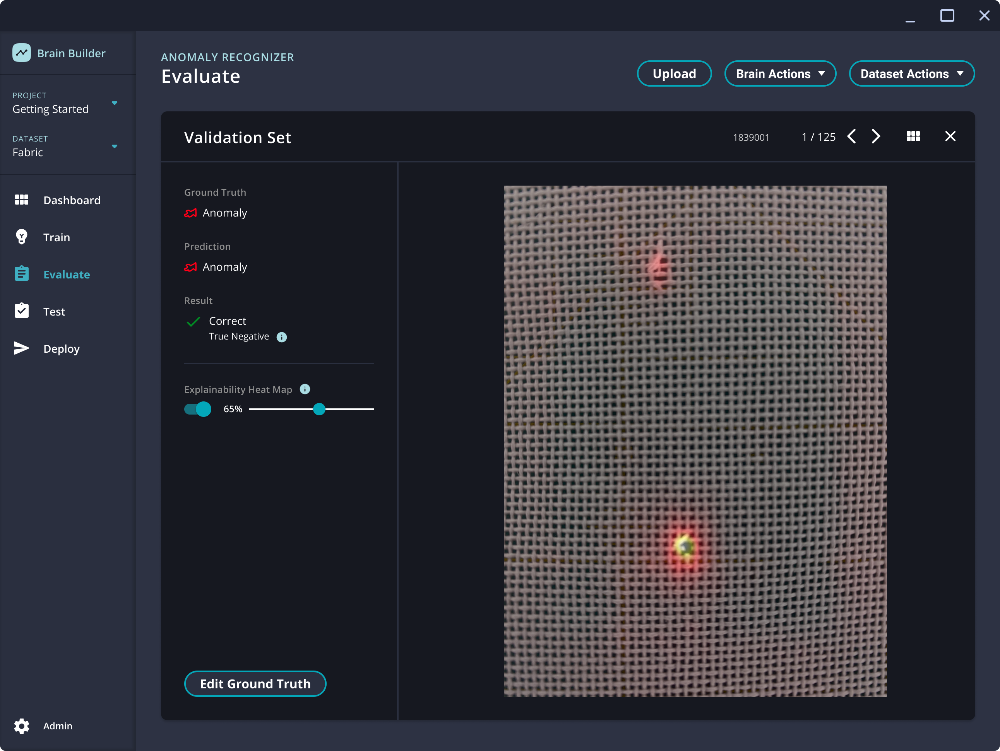 Brain Builder
PROJECT
Getting Started
DATASET
Fabric
Dashboard
Train
Evaluate
Test
Deploy
Admin
ANOMALY RECOGNIZER
Evaluate
Upload
Brain Actions
Dataset Actions
Validation Set
1839001
1 / 125
Ground Truth
Anomaly
Prediction
Anomaly
Result
Correct
True Negative
Explainability Heat Map
65%
Edit Ground Truth